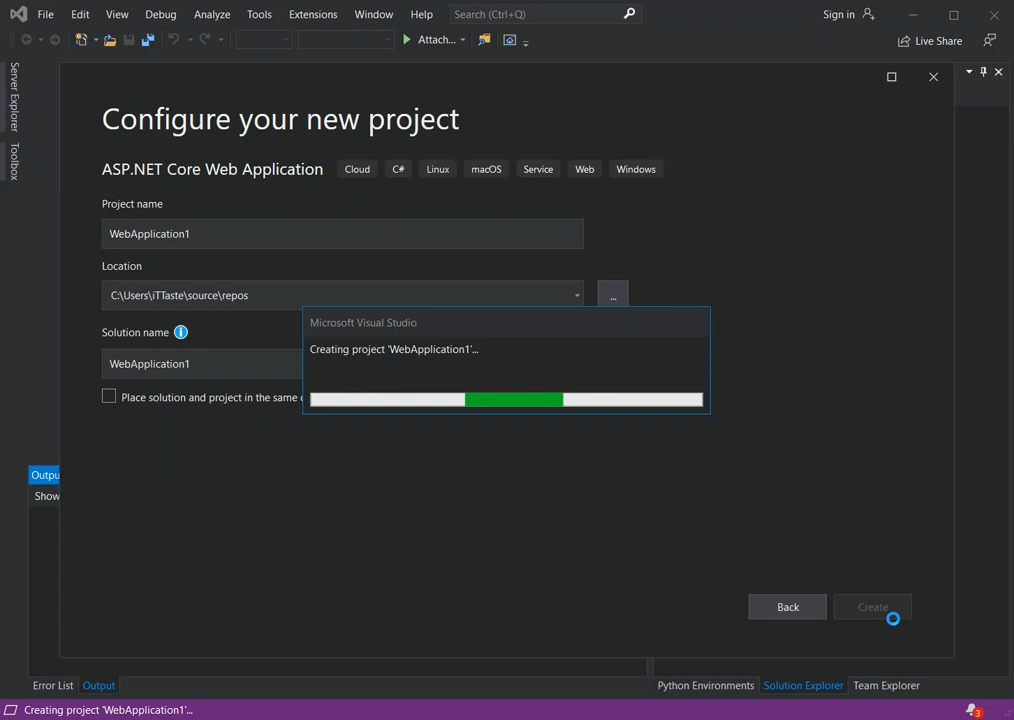 File Edit View Debug Analyze Tools Extensions Window Help Search (Ctrl+Q) Sign in
Attach... Live Share
Server Explorer
Toolbox
Configure your new project
ASP.NET Core Web Application Cloud C# Linux macOS Service Web Windows
Project name
WebApplication1
Location
C:\Users\iTTaste\source\repos ...
Solution name
WebApplication1
Place solution and project in the same
Microsoft Visual Studio
Creating project 'WebApplication1'...
Outpu
Show
Back Create
Error List Output Python Environments Solution Explorer Team Explorer
Creating project 'WebApplication1'... 3